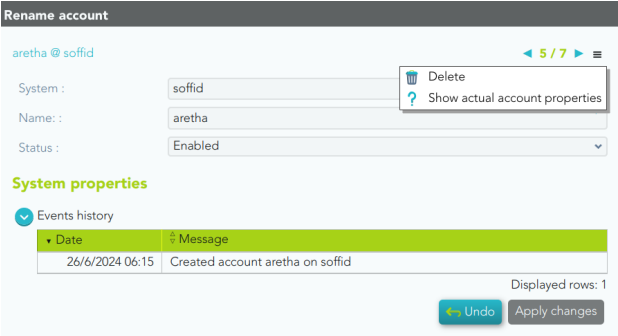 Rename account
aretha @ soffid
5 / 7
Delete
Show actual account properties
System :
soffid
Name: :
aretha
Status :
Enabled
System properties
Events history
Date
Message
26/6/2024 06:15
Created account aretha on soffid
Displayed rows: 1
Undo
Apply changes